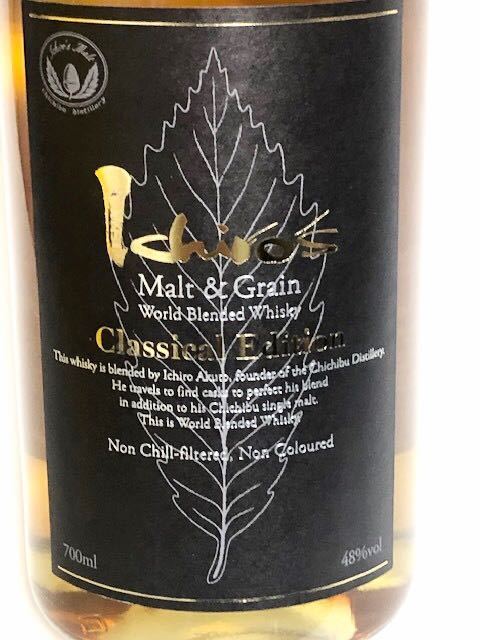 Ichiro's Malt
chichibu distillery
Ichiro's
Malt & Grain
World Blended Whisky
Classical Edition
This whisky is blended by Ichiro Akuto, founder of the Chichibu Distillery.
He travels to find casks to perfect his blend
in addition to his Chichibu single malt.
This is World Blended Whisky
Non Chill-filtered, Non Coloured
700ml
48%vol